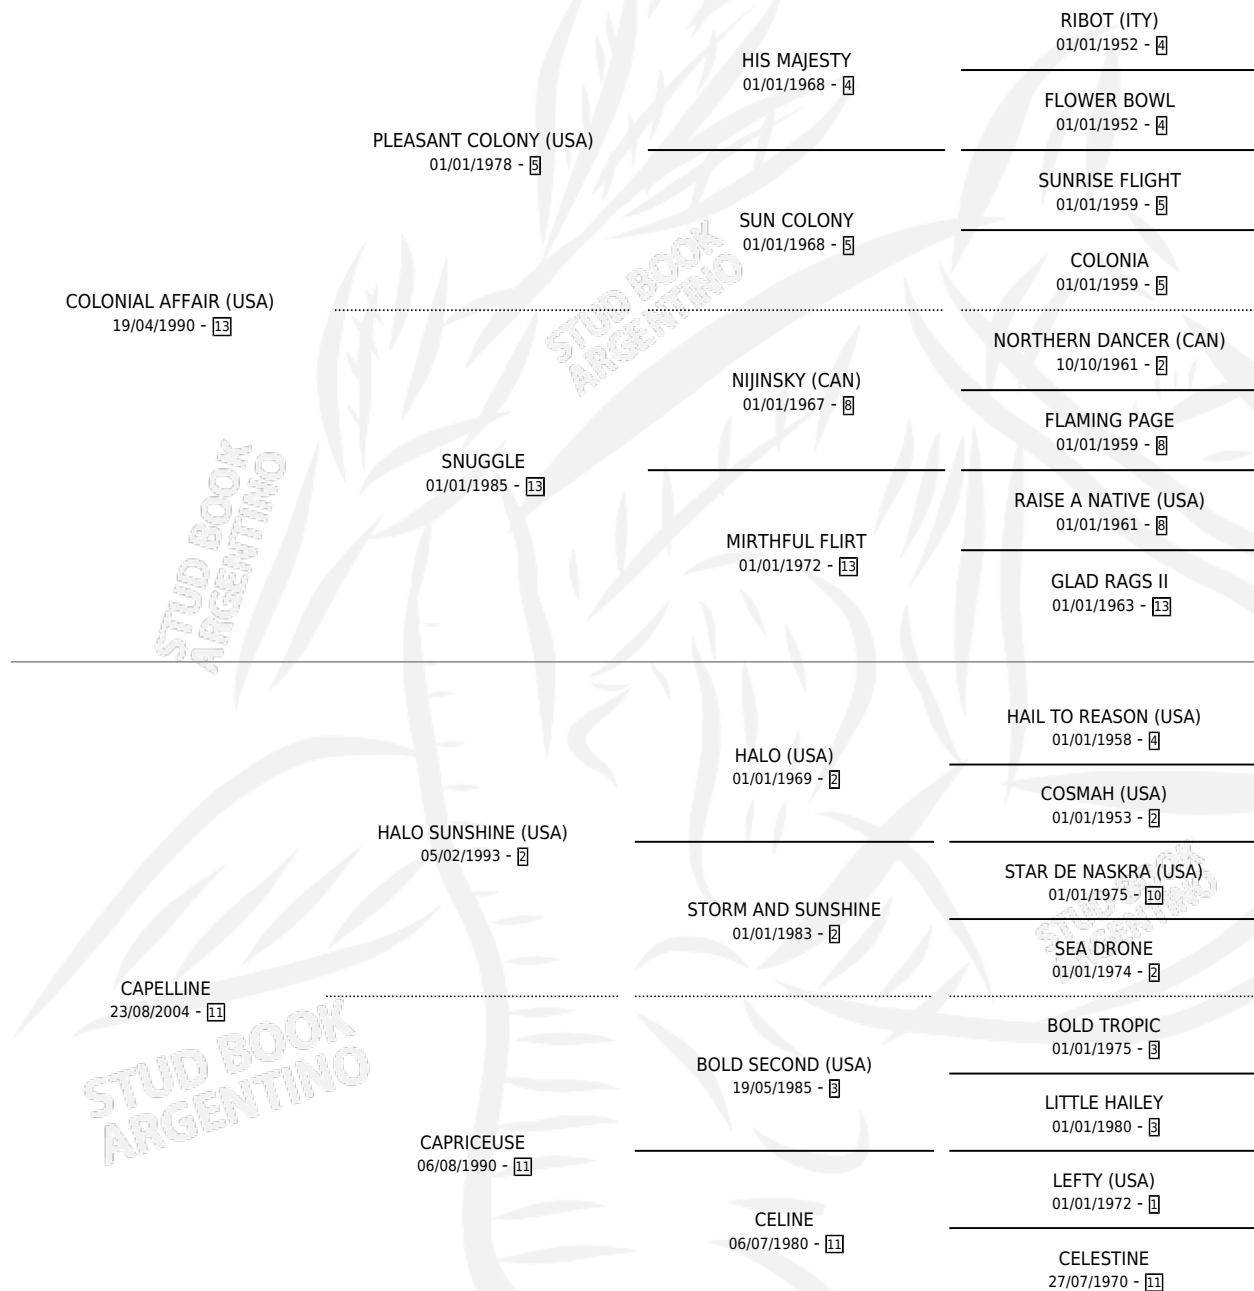 RIBOT (ITY)
01/01/1952 - 4
HIS MAJESTY
01/01/1968 - 4
FLOWER BOWL
01/01/1952 - 4
PLEASANT COLONY (USA)
01/01/1978 - 5
SUNRISE FLIGHT
01/01/1959 - 5
SUN COLONY
01/01/1968 - 5
COLONIA
01/01/1959 - 5
COLONIAL AFFAIR (USA)
19/04/1990 - 13
STUD BOOK
ARGENTINO
NORTHERN DANCER (CAN)
10/10/1961 - 2
NIJINSKY (CAN)
01/01/1967 - 8
FLAMING PAGE
01/01/1959 - 8
SNUGGLE
01/01/1985 - 13
RAISE A NATIVE (USA)
01/01/1961 - 8
MIRTHFUL FLIRT
01/01/1972 - 13
GLAD RAGS II
01/01/1963 - 13
STUD BOOK
ARGENTINO
HAIL TO REASON (USA)
01/01/1958 - 4
HALO (USA)
01/01/1969 - 2
COSMAH (USA)
01/01/1953 - 2
HALO SUNSHINE (USA)
05/02/1993 - 2
STAR DE NASKRA (USA)
01/01/1975 - 10
STORM AND SUNSHINE
01/01/1983 - 2
STUD BOOK
ARGENTINO
SEA DRONE
01/01/1974 - 2
CAPELLINE
23/08/2004 - 11
STUD BOOK
ARGENTINO
BOLD TROPIC
01/01/1975 - 3
BOLD SECOND (USA)
19/05/1985 - 3
LITTLE HAILEY
01/01/1980 - 3
CAPRICEUSE
06/08/1990 - 11
LEFTY (USA)
01/01/1972 - 1
CELINE
06/07/1980 - 11
CELESTINE
27/07/1970 - 11